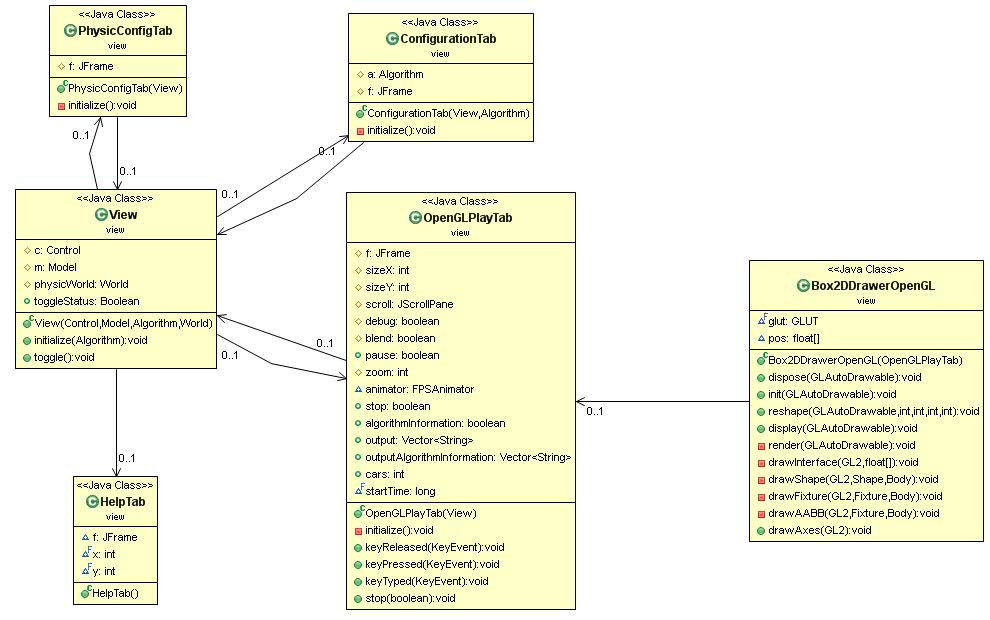 <<Java Class>>
PhysicConfigTab
view
f: JFrame
PhysicConfigTab(View)
initialize():void
<<Java Class>>
ConfigurationTab
view
a: Algorithm
f: JFrame
ConfigurationTab(View,Algorithm)
initialize():void
0..1
0..1
0..1
0..1
<<Java Class>>
View
view
c: Control
m: Model
physicWorld: World
toggleStatus: Boolean
View(Control,Model,Algorithm,World)
initialize(Algorithm):void
toggle():void
0..1
0..1
0..1
<<Java Class>>
HelpTab
view
f: JFrame
x: int
y: int
HelpTab()
<<Java Class>>
OpenGLPlayTab
view
f: JFrame
sizeX: int
sizeY: int
scroll: JScrollPane
debug: boolean
blend: boolean
pause: boolean
zoom: int
animator: FPSAnimator
stop: boolean
algorithmInformation: boolean
output: Vector<String>
outputAlgorithmInformation: Vector<String>
cars: int
startTime: long
OpenGLPlayTab(View)
initialize():void
keyReleased(KeyEvent):void
keyPressed(KeyEvent):void
keyTyped(KeyEvent):void
stop(boolean):void
0..1
<<Java Class>>
Box2DDrawerOpenGL
view
glut: GLUT
pos: float[]
Box2DDrawerOpenGL(OpenGLPlayTab)
dispose(GLAutoDrawable):void
init(GLAutoDrawable):void
reshape(GLAutoDrawable,int,int,int,int):void
display(GLAutoDrawable):void
render(GLAutoDrawable):void
drawInterface(GL2,float[]):void
drawShape(GL2,Shape,Body):void
drawFixture(GL2,Fixture,Body):void
drawAABB(GL2,Fixture,Body):void
drawAxes(GL2):void